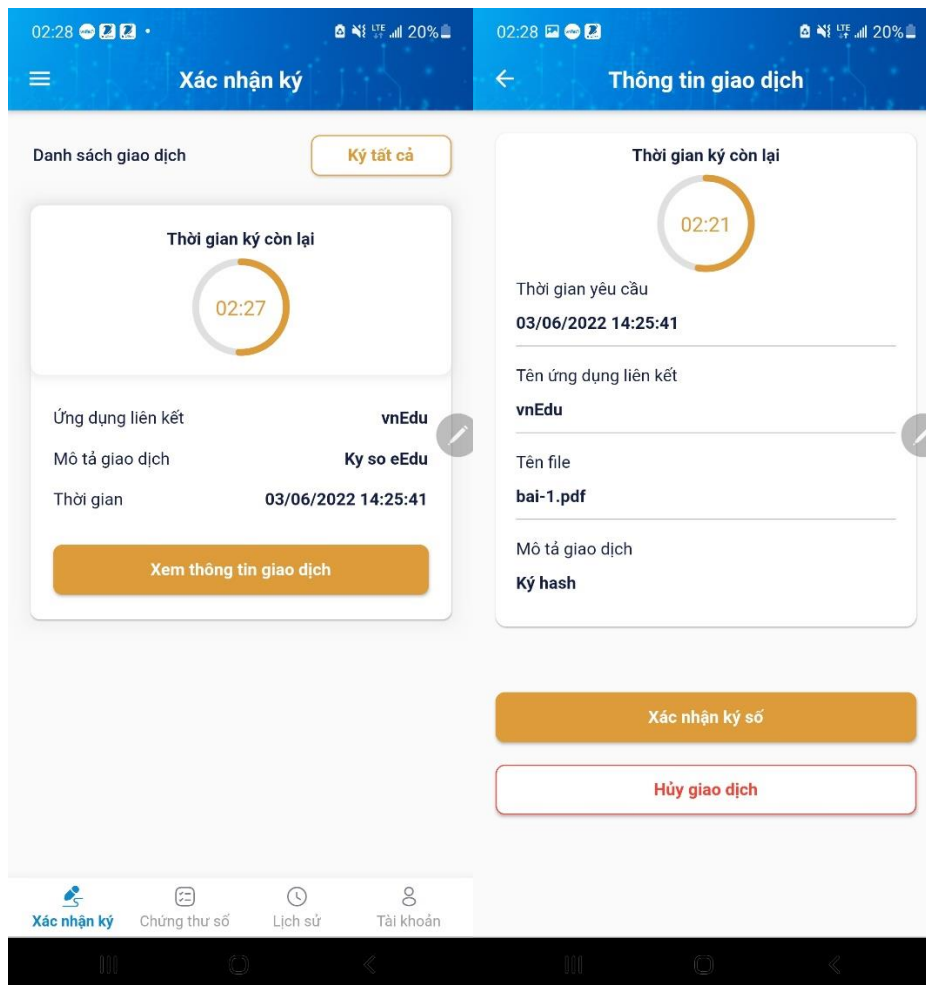 02:28
20%
Xác nhận ký
Danh sách giao dịch
Ký tất cả
Thời gian ký còn lại
02:27
Ứng dụng liên kết
vnEdu
Mô tả giao dịch
Ky so eEdu
Thời gian
03/06/2022 14:25:41
Xem thông tin giao dịch
Xác nhận ký
Chứng thư số
Lịch sử
Tài khoản
02:28
LTE
20%
Thông tin giao dịch
Thời gian ký còn lại
02:21
Thời gian yêu cầu
03/06/2022 14:25:41
Tên ứng dụng liên kết
vnEdu
Tên file
bai-1.pdf
Mô tả giao dịch
Ký hash
Xác nhận ký số
Hủy giao dịch